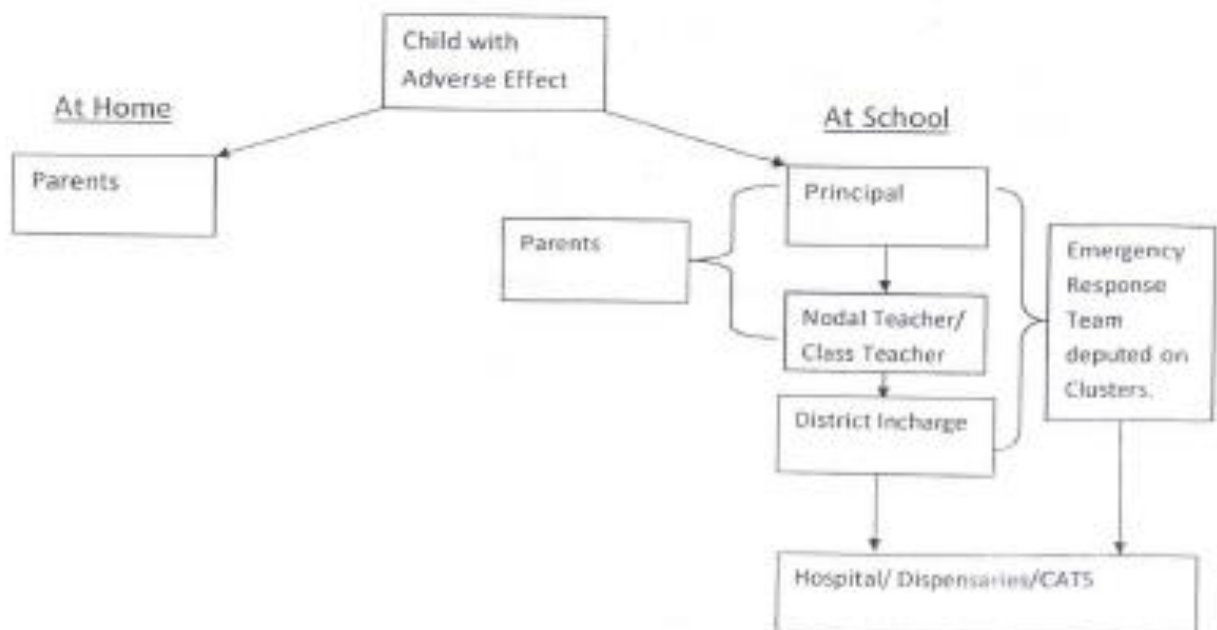 Child with
Adverse Effect
At Home
At School
Parents
Principal
Parents
Emergency
Response
Team
deputed on
Clusters.
Nodal Teacher/
Class Teacher
District Incharge
Hospital/ Dispensaries/CATS